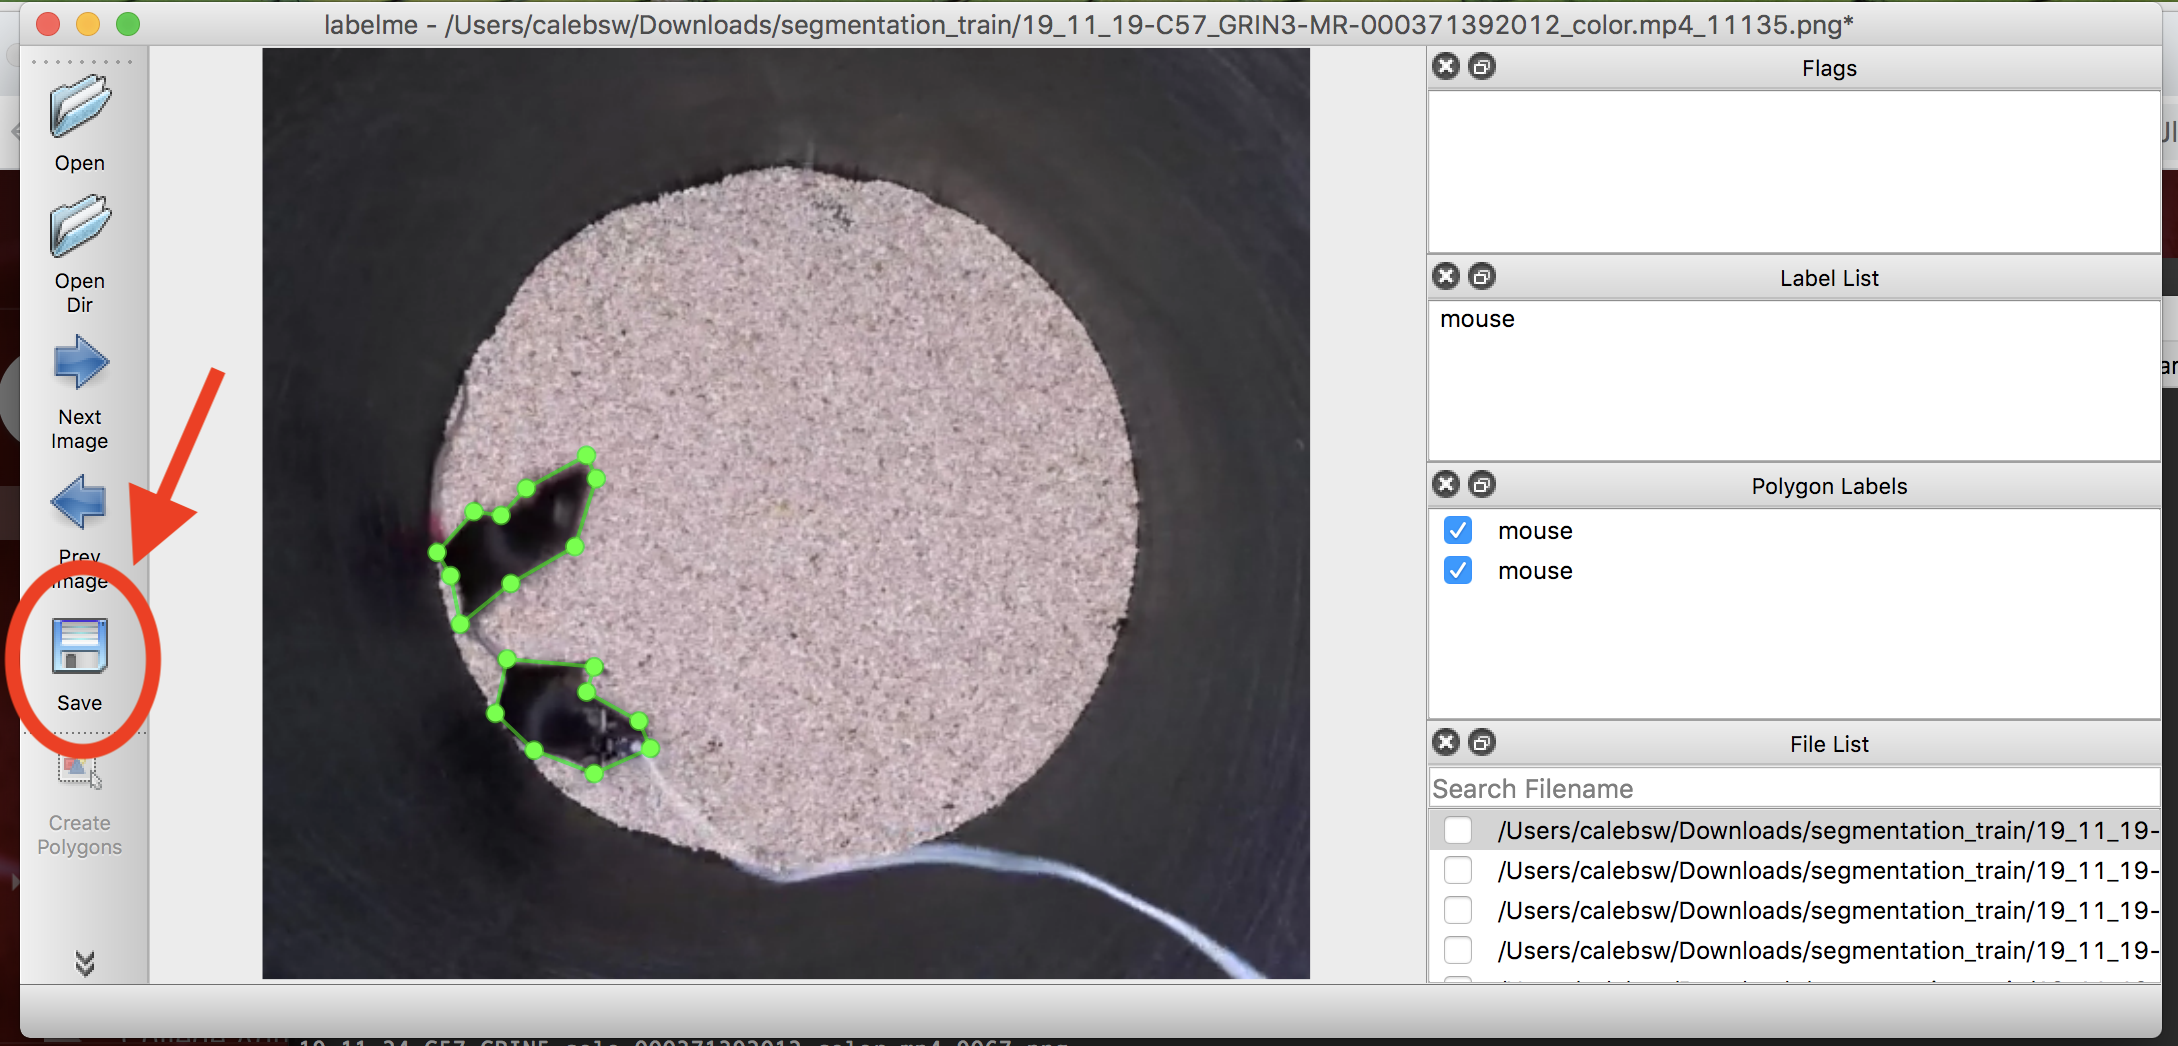 labelme - /Users/calebsw/Downloads/segmentation_train/19_11_19-C57_GRIN3-MR-000371392012_color.mp4_11135.png*
Open
Open
Dir
Next
Image
Prev
Image
Save
Create
Polygons
Flags
Label List
mouse
Polygon Labels
mouse
mouse
File List
Search Filename
/Users/calebsw/Downloads/segmentation_train/19_11_19-
/Users/calebsw/Downloads/segmentation_train/19_11_19-
/Users/calebsw/Downloads/segmentation_train/19_11_19-
/Users/calebsw/Downloads/segmentation_train/19_11_19-